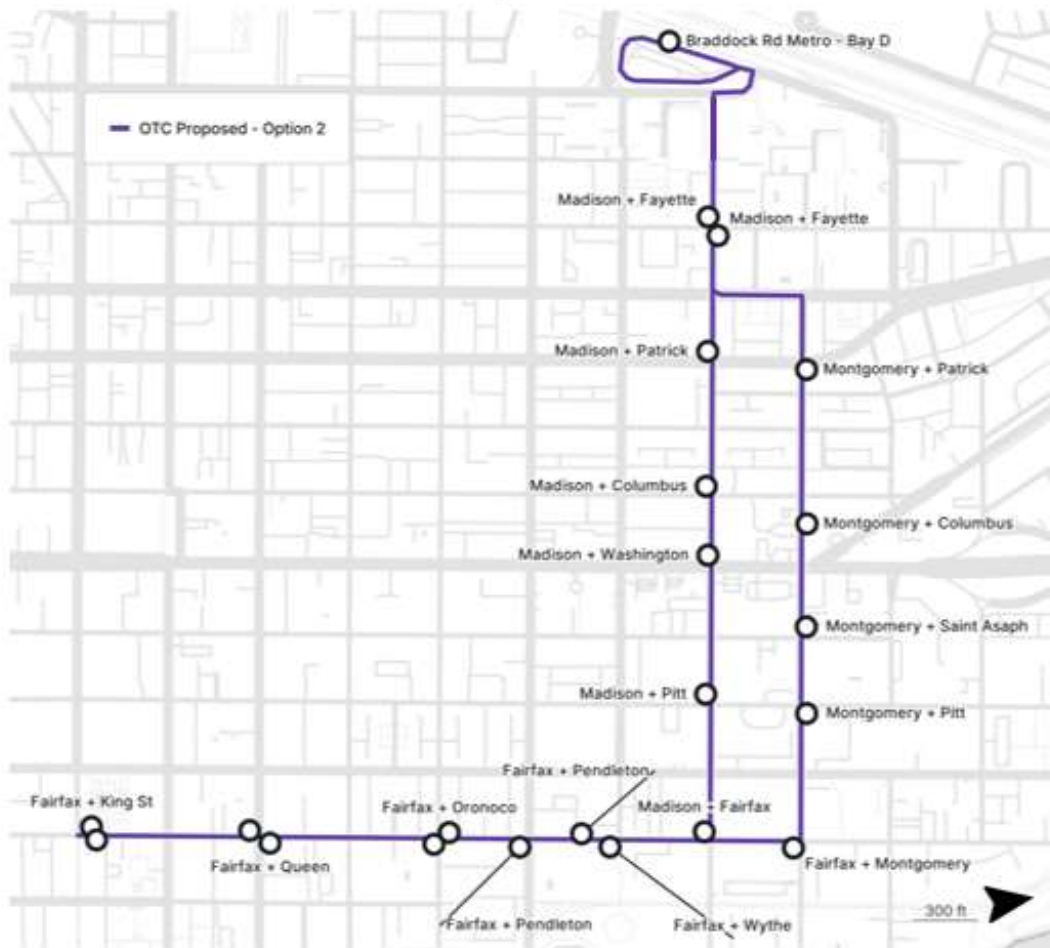 Braddock Rd Metro - Bay D
OTC Proposed - Option 2
Madison + Fayette
Madison + Fayette
Madison + Patrick
Montgomery + Patrick
Madison + Columbus
Montgomery + Columbus
Madison + Washington
Montgomery + Saint Asaph
Madison + Pitt
Montgomery + Pitt
Fairfax + Pendleton
Fairfax + King St
Fairfax + Oronoco
Madison + Fairfax
Fairfax + Queen
Fairfax + Montgomery
Fairfax + Pendleton
Fairfax + Wythe
300 ft